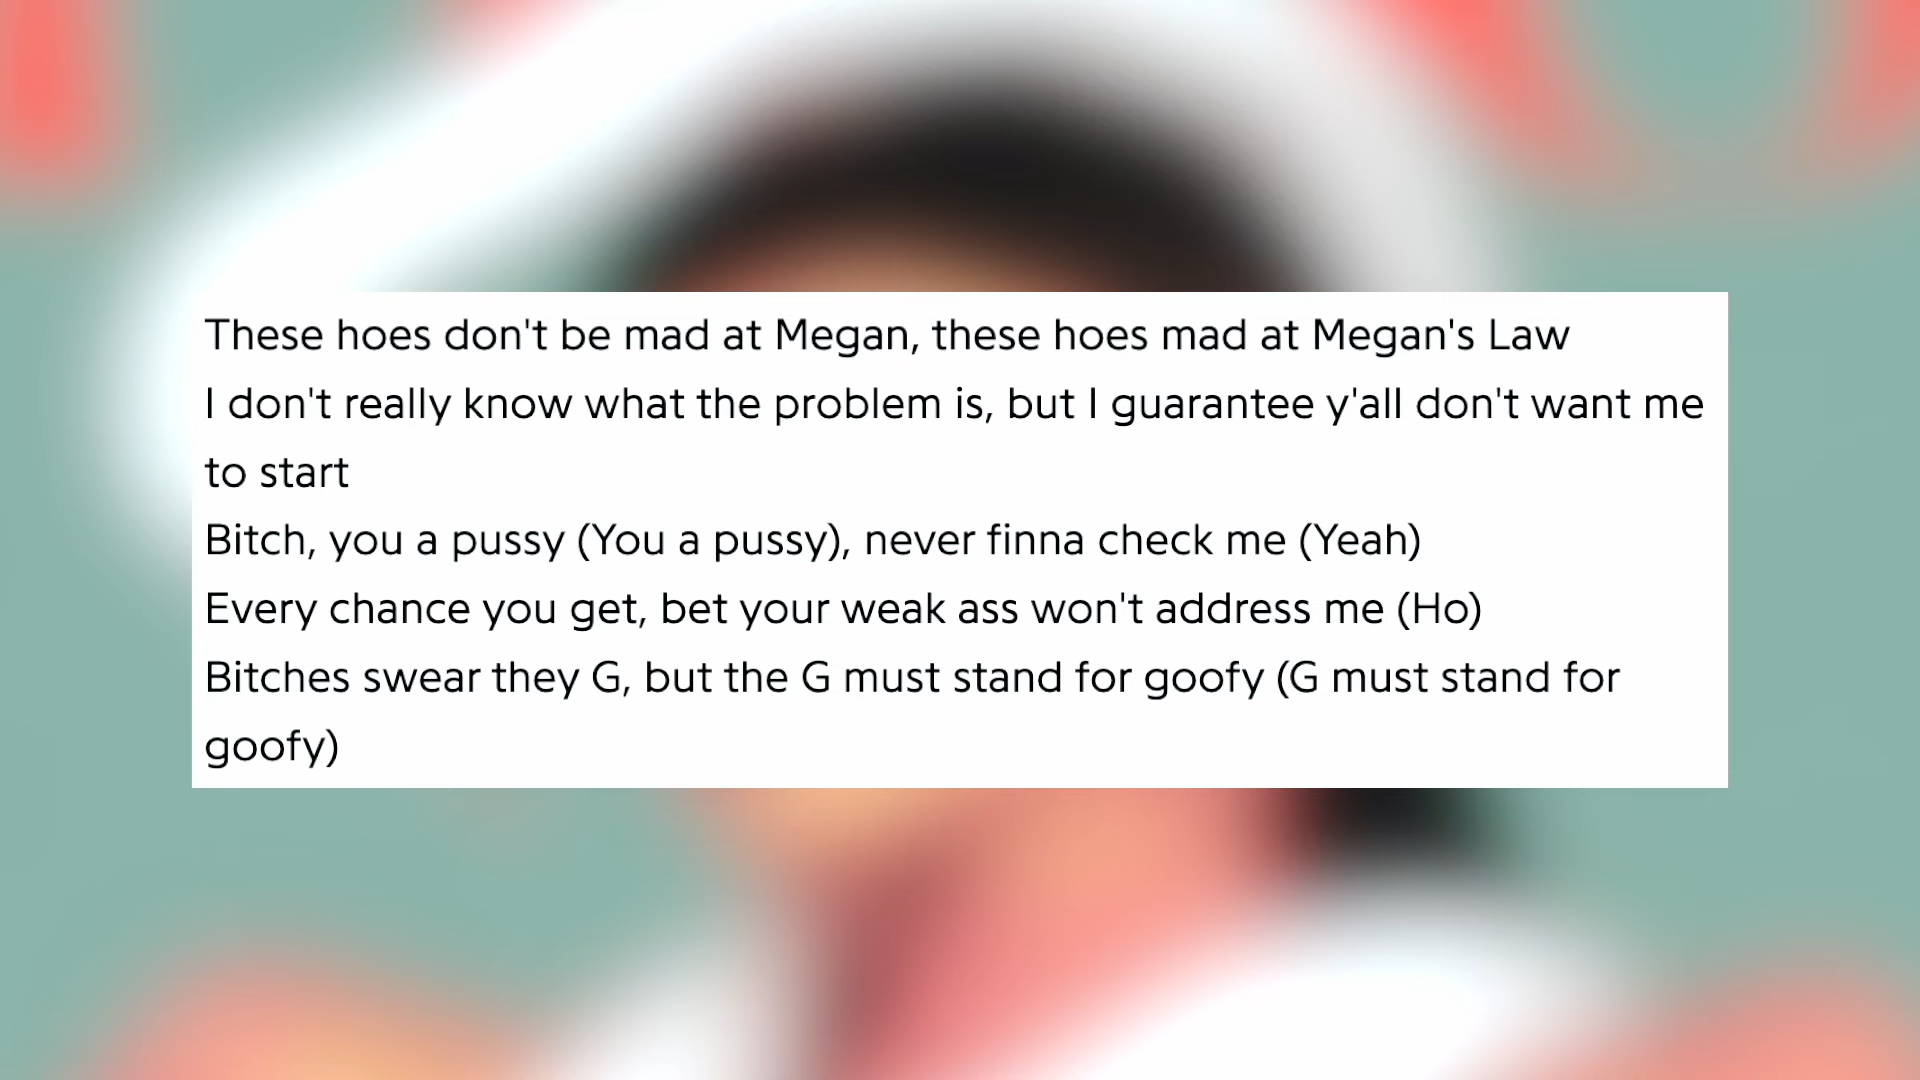 These hoes don't be mad at Megan, these hoes mad at Megan's Law
I don't really know what the problem is, but I guarantee y'all don't want me
to start
Bitch, you a pussy (You a pussy), never finna check me (Yeah)
Every chance you get, bet your weak ass won't address me (Ho)
Bitches swear they G, but the G must stand for goofy (G must stand for
goofy)